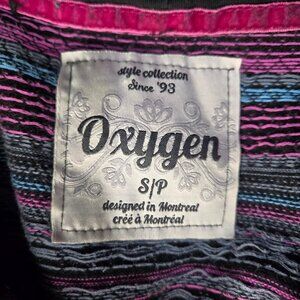 style collection
Since '93
Oxygen
S/P
designed in Montreal
créé à Montréal